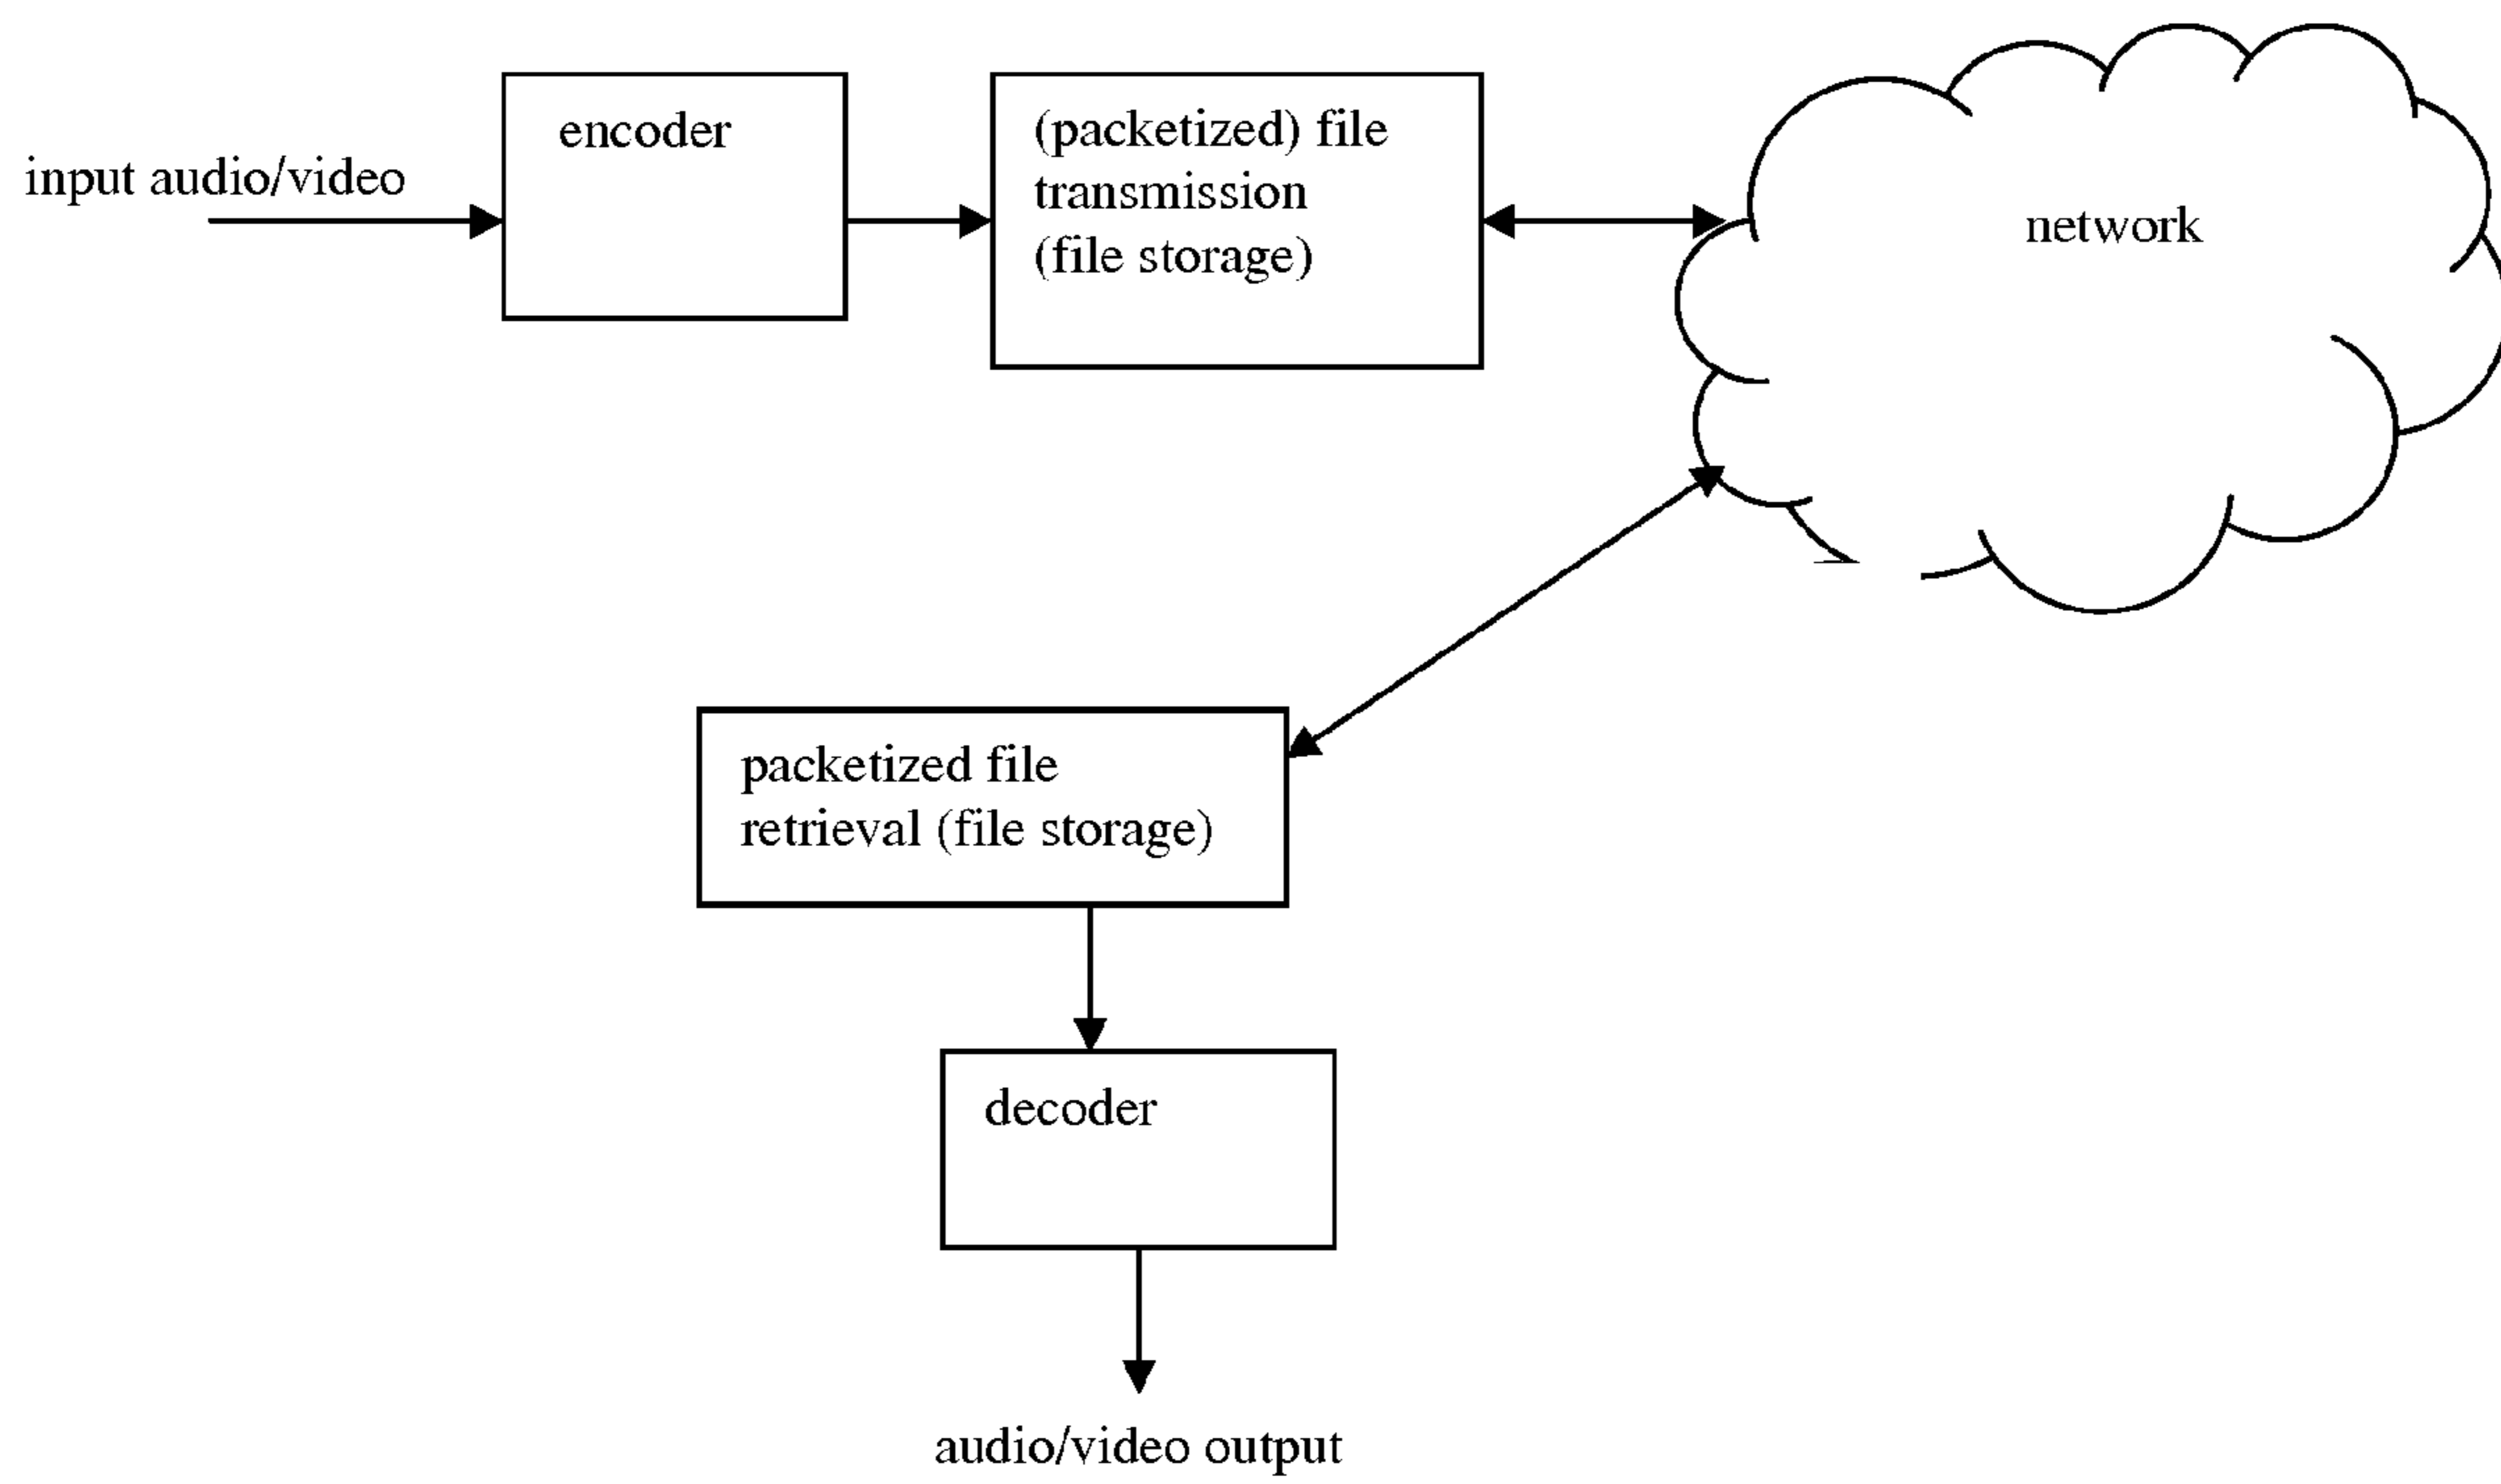 input audio/video
encoder
(packetized) file
transmission
(file storage)
network
packetized file
retrieval (file storage)
decoder
audio/video output